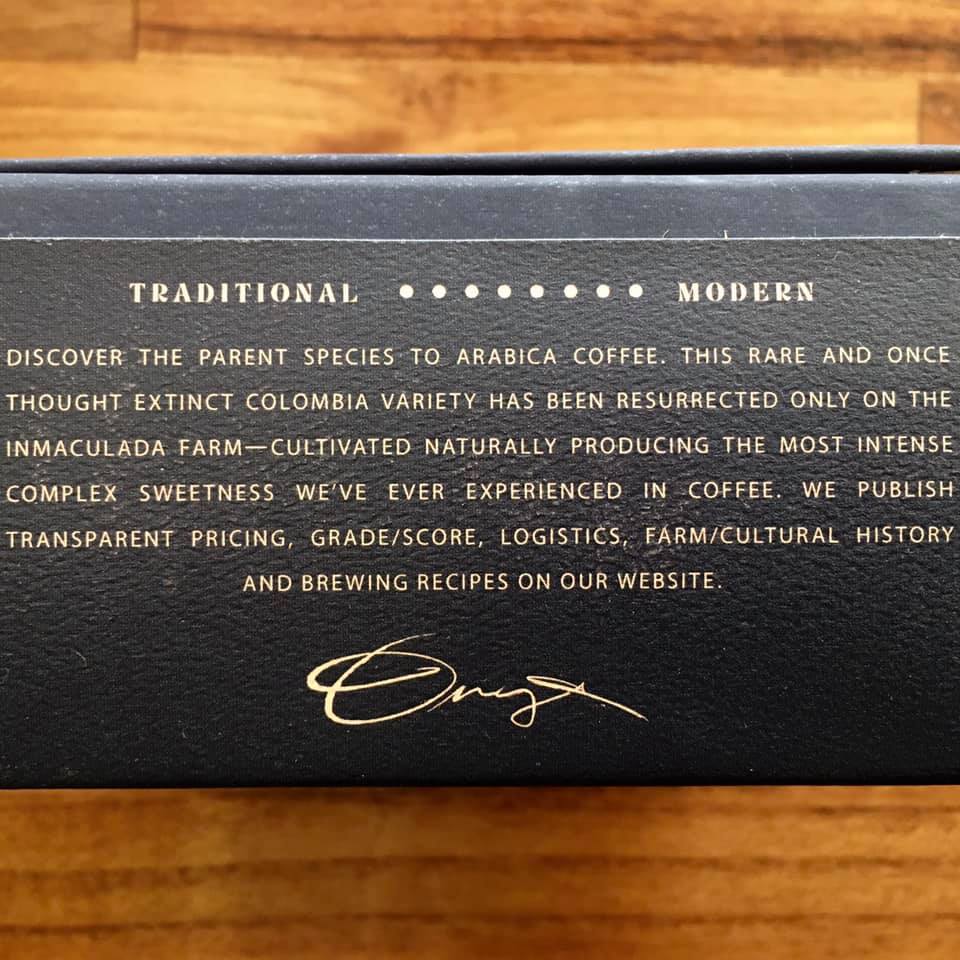 TRADITIONAL ● ● ● ● ● ● ● ● MODERN
DISCOVER THE PARENT SPECIES TO ARABICA COFFEE. THIS RARE AND ONCE
THOUGHT EXTINCT COLOMBIA VARIETY HAS BEEN RESURRECTED ONLY ON THE
INMACULADA FARM—CULTIVATED NATURALLY PRODUCING THE MOST INTENSE
COMPLEX SWEETNESS WE'VE EVER EXPERIENCED IN COFFEE. WE PUBLISH
TRANSPARENT PRICING, GRADE/SCORE, LOGISTICS, FARM/CULTURAL HISTORY
AND BREWING RECIPES ON OUR WEBSITE.
Onyx